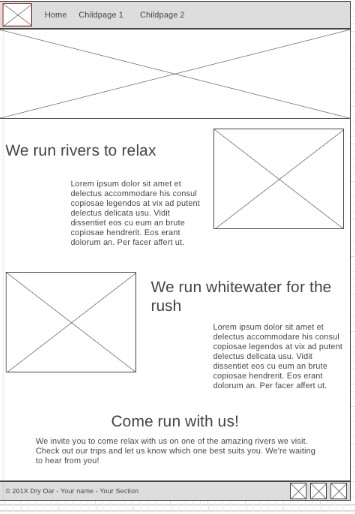 Home Childpage 1 Childpage 2
We run rivers to relax
Lorem ipsum dolor sit amet et
delectus accommodare his consul
copiosae legendos at vix ad putent
delectus delicata usu. Vidit
dissentiet eos cu eum an brute
copiosae hendrerit. Eos erant
dolorum an. Per facer affert ut.
We run whitewater for the
rush
Lorem ipsum dolor sit amet et
delectus accommodare his consul
copiosae legendos at vix ad putent
delectus delicata usu. Vidit
dissentiet eos cu eum an brute
copiosae hendrerit. Eos erant
dolorum an. Per facer affert ut.
Come run with us!
We invite you to come relax with us on one of the amazing rivers we visit.
Check out our trips and let us know which one best suits you. We're waiting
to hear from you!
© 201X Dry Oar - Your name - Your Section